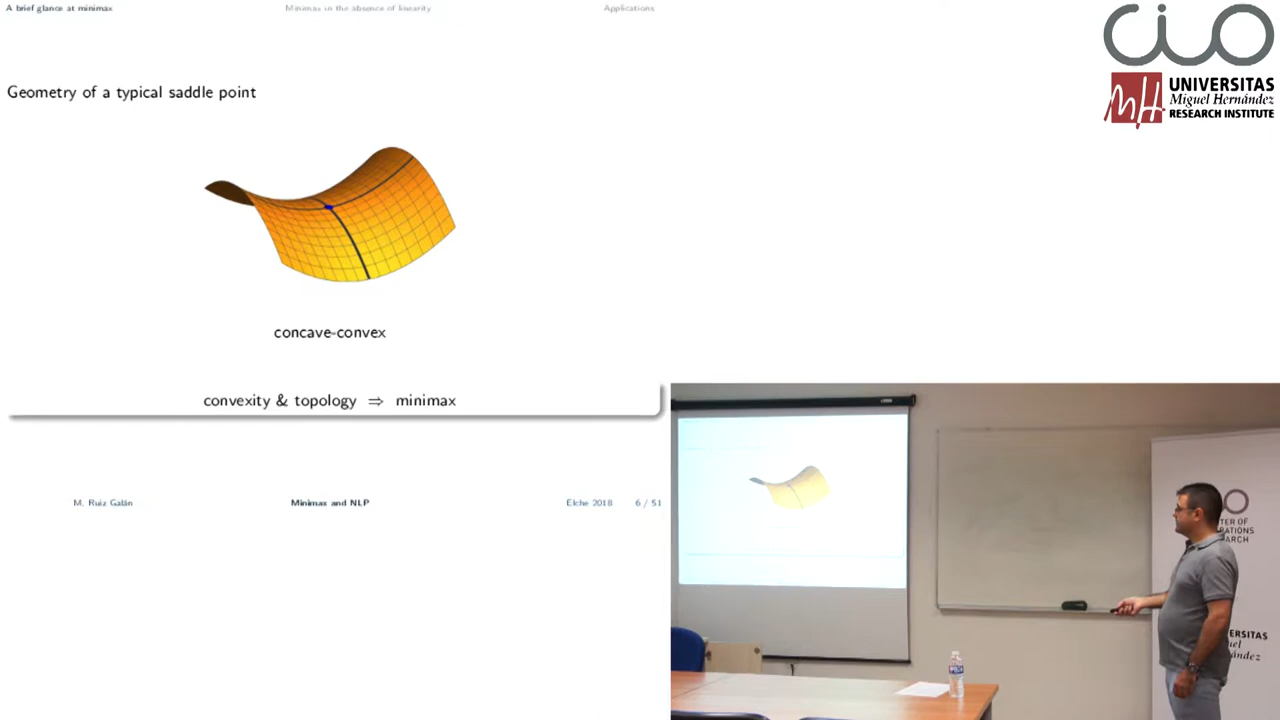 A brief glance at minimax
Minimax in the absence of linearity
Applications
Geometry of a typical saddle point
concave-convex
convexity & topology ⇒ minimax
M. Ruiz Galán
Minimax and NLP
Elche 2018
6 / 51
cio
UNIVERSITAS
Miguel Hernández
RESEARCH INSTITUTE